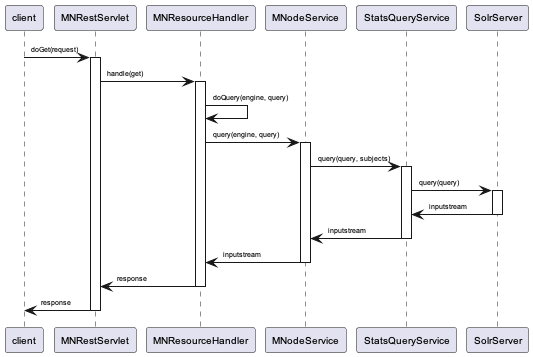 client MNRestServlet MNResourceHandler MNodeService StatsQueryService SolrServer
doGet(request)
handle(get)
doQuery(engine, query)
query(engine, query)
query(query, subjects)
query(query)
inputstream
inputstream
inputstream
response
response
client MNRestServlet MNResourceHandler MNodeService StatsQueryService SolrServer